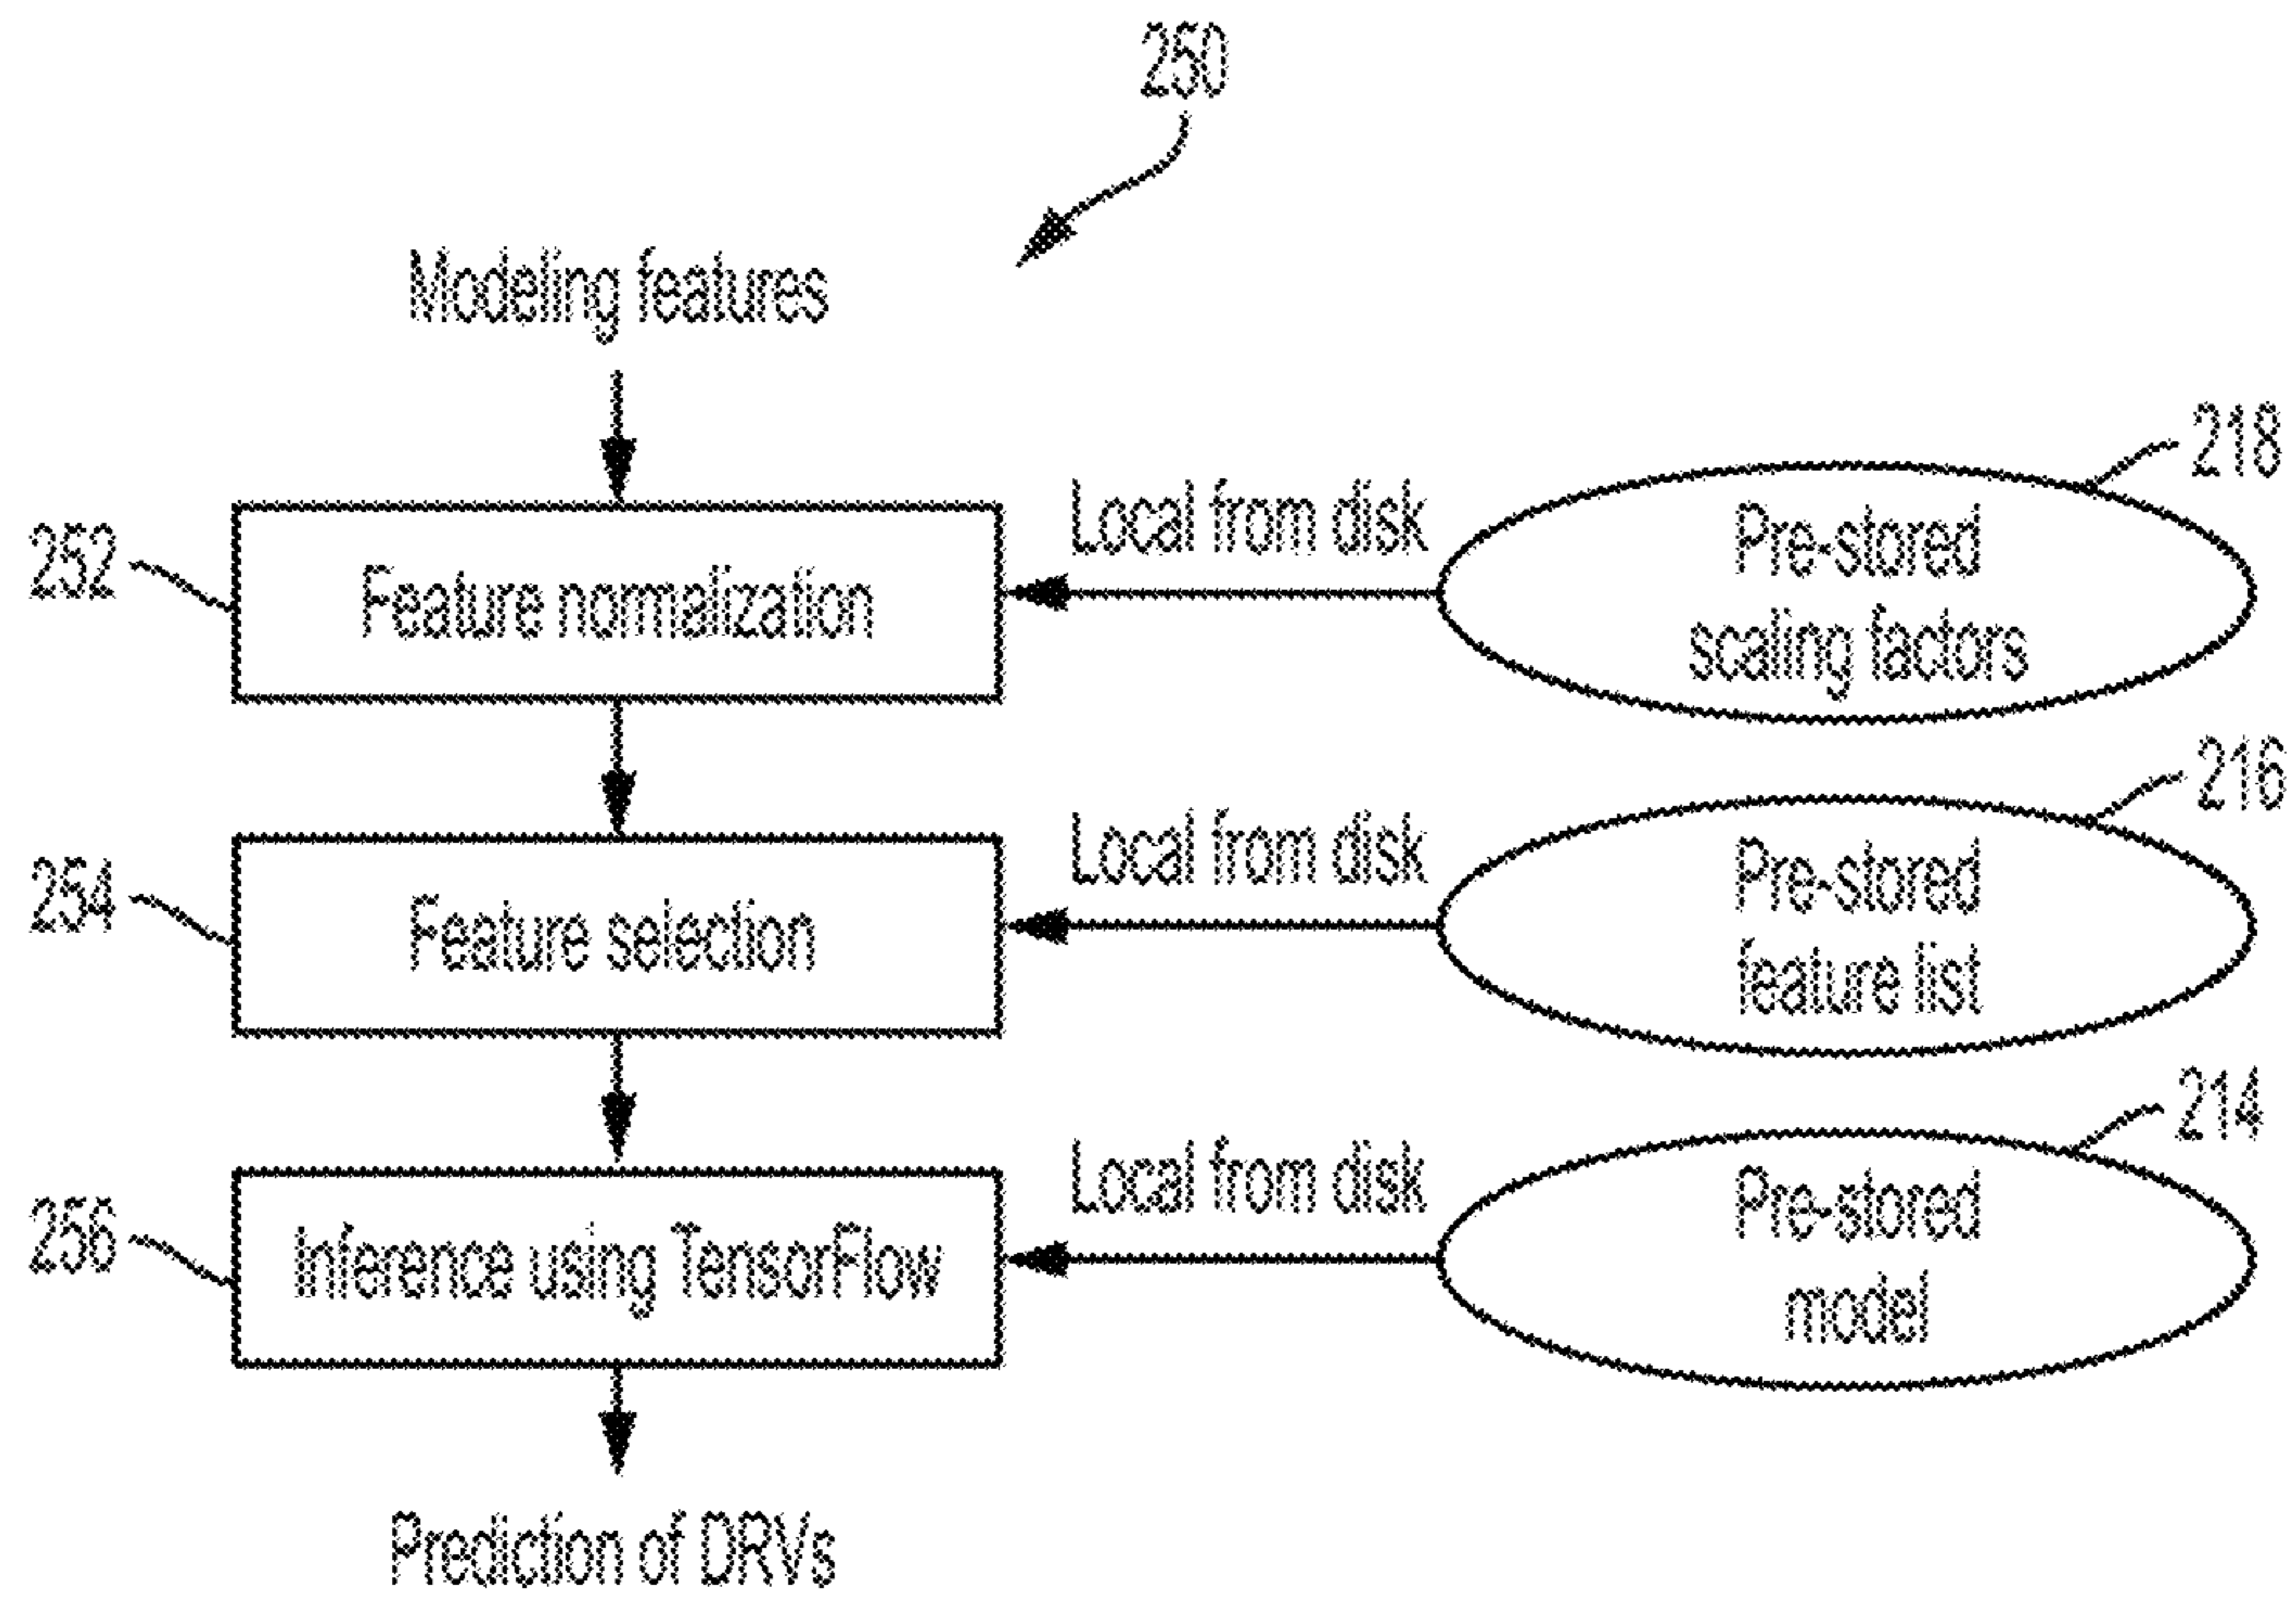 250
Modeling features
218
252
Feature normalization
Local from disk
Pre-stored
scaling factors
216
254
Feature selection
Local from disk
Pre-stored
feature list
214
256
Inference using TensorFlow
Local from disk
Pre-stored
model
Prediction of DRVs